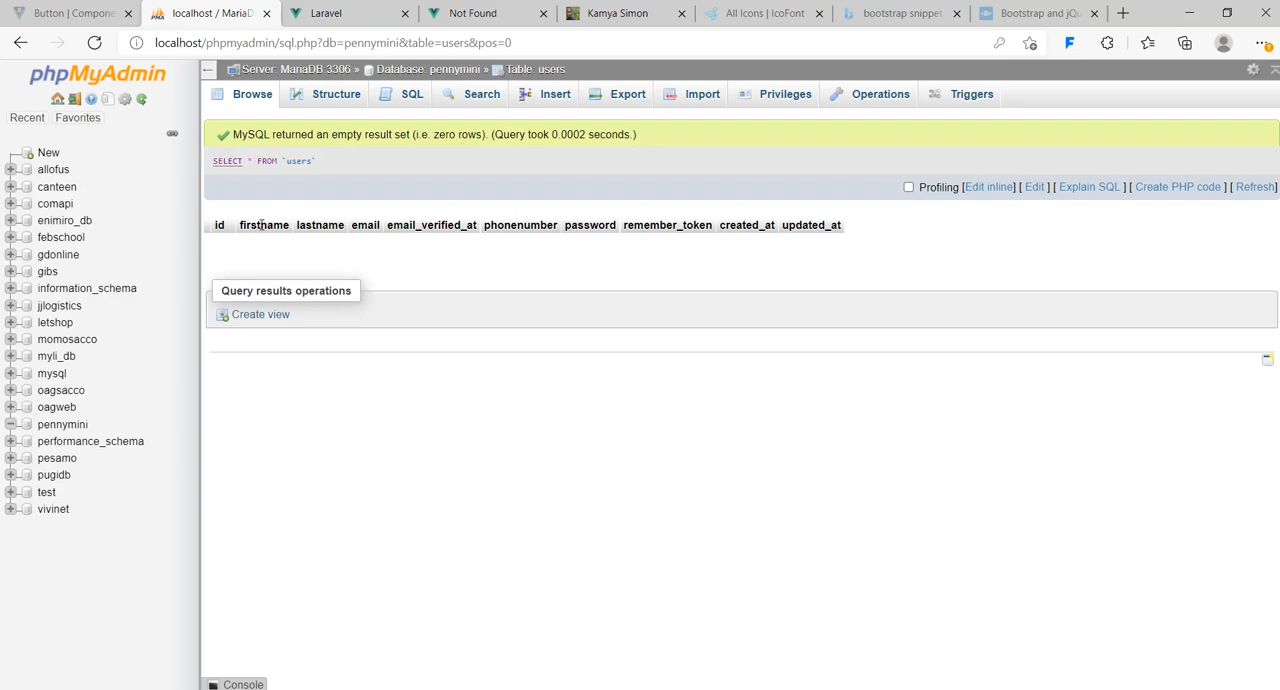 Button | Compone
localhost / MariaD
Laravel
Not Found
Kamya Simon
All Icons | IcoFont
bootstrap snippet
Bootstrap and jQu
localhost/phpmyadmin/sql.php?db=pennymini&table=users&pos=0
phpMyAdmin
Recent Favorites
New
allofus
canteen
comapi
enimiro_db
febschool
gdonline
gibs
information_schema
jjlogistics
letshop
momosacco
myli_db
mysql
oagsacco
oagweb
pennymini
performance_schema
pesamo
pugidb
test
vivinet
Server: MariaDB 3306 » Database: pennymini » Table: users
Browse Structure SQL Search Insert Export Import Privileges Operations Triggers
MySQL returned an empty result set (i.e. zero rows). (Query took 0.0002 seconds.)
SELECT * FROM `users`
Profiling [Edit inline] [ Edit ] [ Explain SQL ] [ Create PHP code ] [ Refresh]
id firstname lastname email email_verified_at phonenumber password remember_token created_at updated_at
Query results operations
Create view
Console